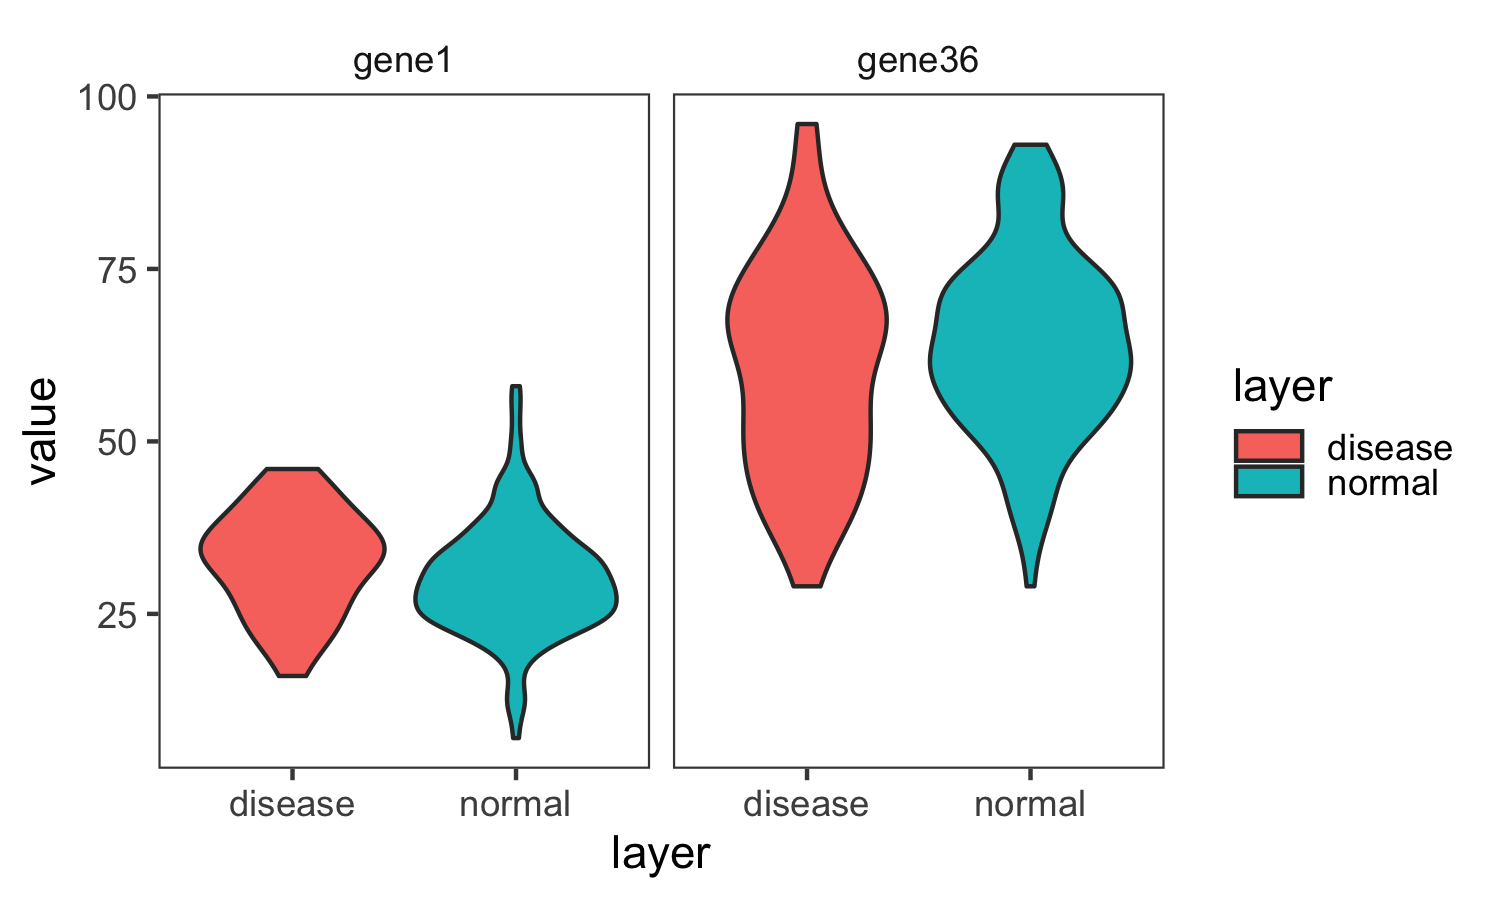 gene1
gene36
100
75
50
25
value
disease
normal
disease
normal
layer
layer
disease
normal